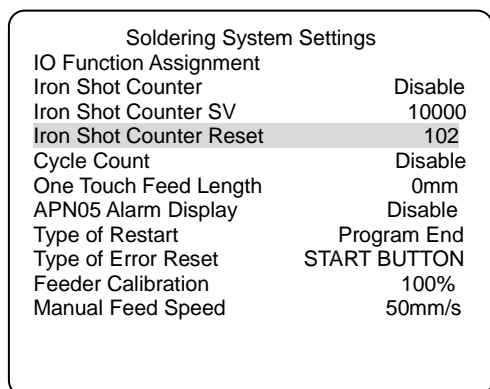 Soldering System Settings
IO Function Assignment
Iron Shot Counter Disable
Iron Shot Counter SV 10000
Iron Shot Counter Reset 102
Cycle Count Disable
One Touch Feed Length 0mm
APN05 Alarm Display Disable
Type of Restart Program End
Type of Error Reset START BUTTON
Feeder Calibration 100%
Manual Feed Speed 50mm/s